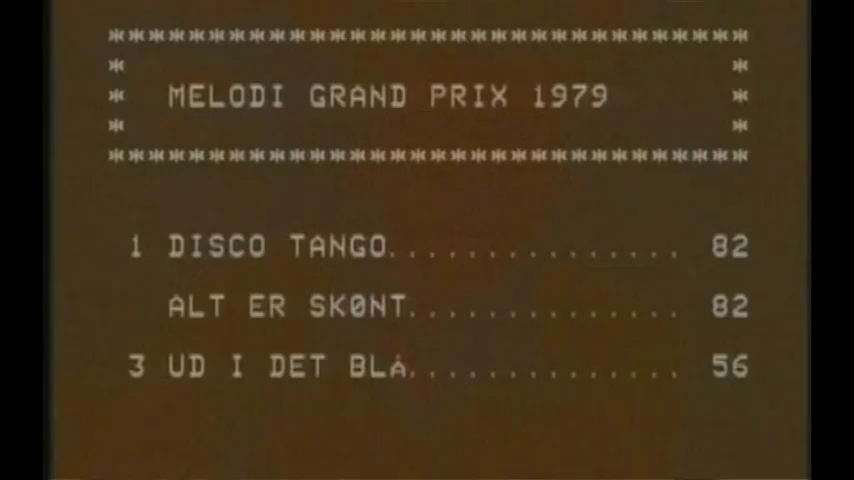 ********************************
* *
* MELODI GRAND PRIX 1979 *
* *
********************************
1 DISCO TANGO............... 82
ALT ER SKØNT.............. 82
3 UD I DET BLÅ.............. 56